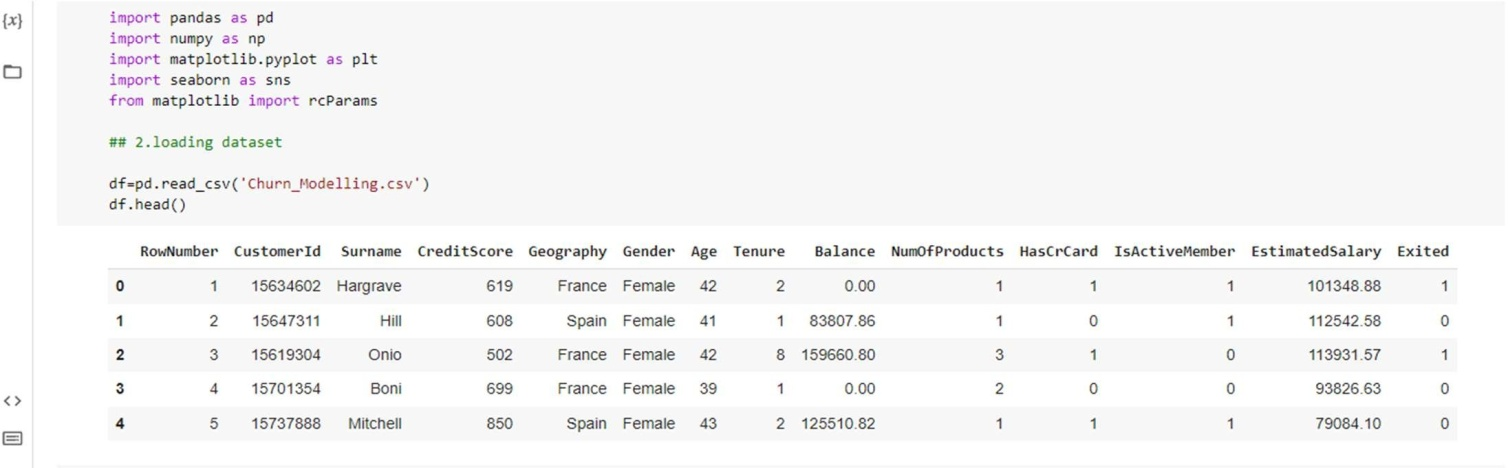 {x}
import pandas as pd
import numpy as np
import matplotlib.pyplot as plt
import seaborn as sns
from matplotlib import rcParams
## 2.loading dataset
df=pd.read_csv('Churn_Modelling.csv')
df.head()
RowNumber CustomerId Surname CreditScore Geography Gender Age Tenure Balance NumOfProducts HasCrCard IsActiveMember EstimatedSalary Exited
0 1 15634602 Hargrave 619 France Female 42 2 0.00 1 1 1 101348.88 1
1 2 15647311 Hill 608 Spain Female 41 1 83807.86 1 0 1 112542.58 0
2 3 15619304 Onio 502 France Female 42 8 159660.80 3 1 0 113931.57 1
3 4 15701354 Boni 699 France Female 39 1 0.00 2 0 0 93826.63 0
4 5 15737888 Mitchell 850 Spain Female 43 2 125510.82 1 1 1 79084.10 0